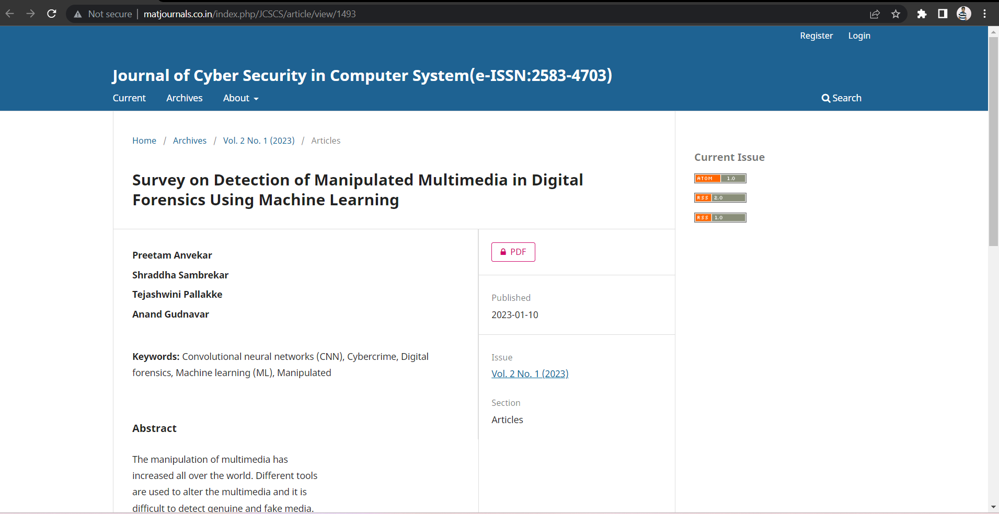 Not secure | matjournals.co.in/index.php/JCSCS/article/view/1493
Register Login
Journal of Cyber Security in Computer System(e-ISSN:2583-4703)
Current Archives About Search
Home / Archives / Vol. 2 No. 1 (2023) / Articles
Survey on Detection of Manipulated Multimedia in Digital
Forensics Using Machine Learning
Preetam Anvekar
Shraddha Sambrekar
Tejashwini Pallakke
Anand Gudnavar
Keywords: Convolutional neural networks (CNN), Cybercrime, Digital
forensics, Machine learning (ML), Manipulated
Abstract
The manipulation of multimedia has
increased all over the world. Different tools
are used to alter the multimedia and it is
difficult to detect genuine and fake media.
PDF
Published
2023-01-10
Issue
Vol. 2 No. 1 (2023)
Section
Articles
Current Issue
ATOM 1.0
RSS 2.0
RSS 1.0